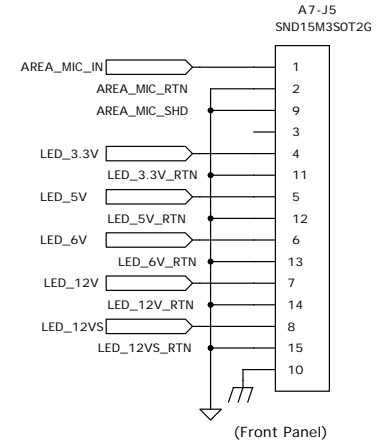 A7-J5
SND15M3S0T2G
AREA_MIC_IN 1
AREA_MIC_RTN 2
AREA_MIC_SHD 9
3
LED_3.3V 4
LED_3.3V_RTN 11
LED_5V 5
LED_5V_RTN 12
LED_6V 6
LED_6V_RTN 13
LED_12V 7
LED_12V_RTN 14
LED_12VS 8
LED_12VS_RTN 15
10
(Front Panel)